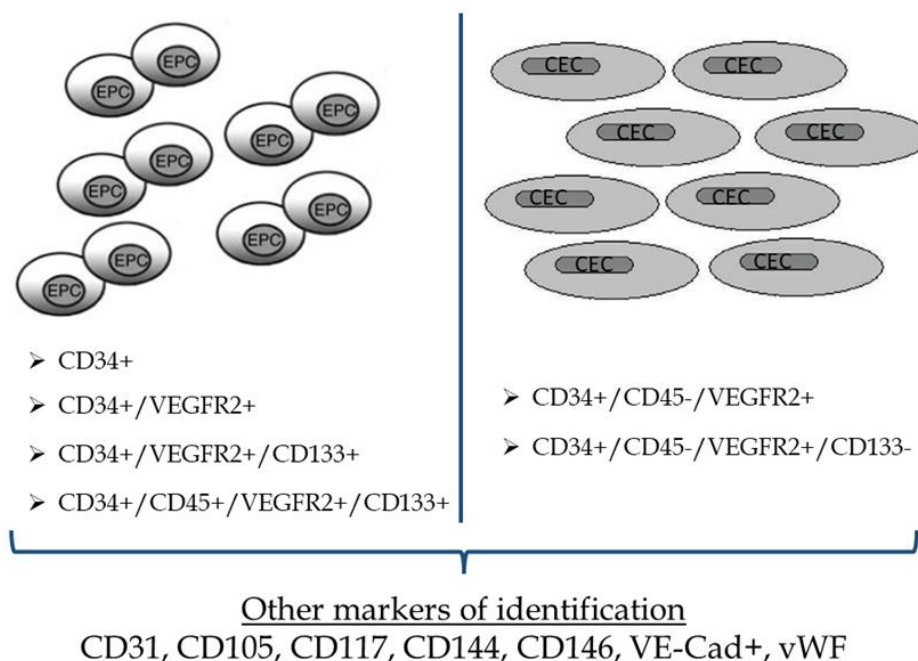 EPC EPC
EPC EPC
EPC EPC
EPC EPC
EPC EPC
➢ CD34+
➢ CD34+/VEGFR2+
➢ CD34+/VEGFR2+/CD133+
➢ CD34+/CD45+/VEGFR2+/CD133+
CEC CEC
CEC CEC
CEC CEC
CEC CEC
➢ CD34+/CD45-/VEGFR2+
➢ CD34+/CD45-/VEGFR2+/CD133-
Other markers of identification
CD31, CD105, CD117, CD144, CD146, VE-Cad+, vWF